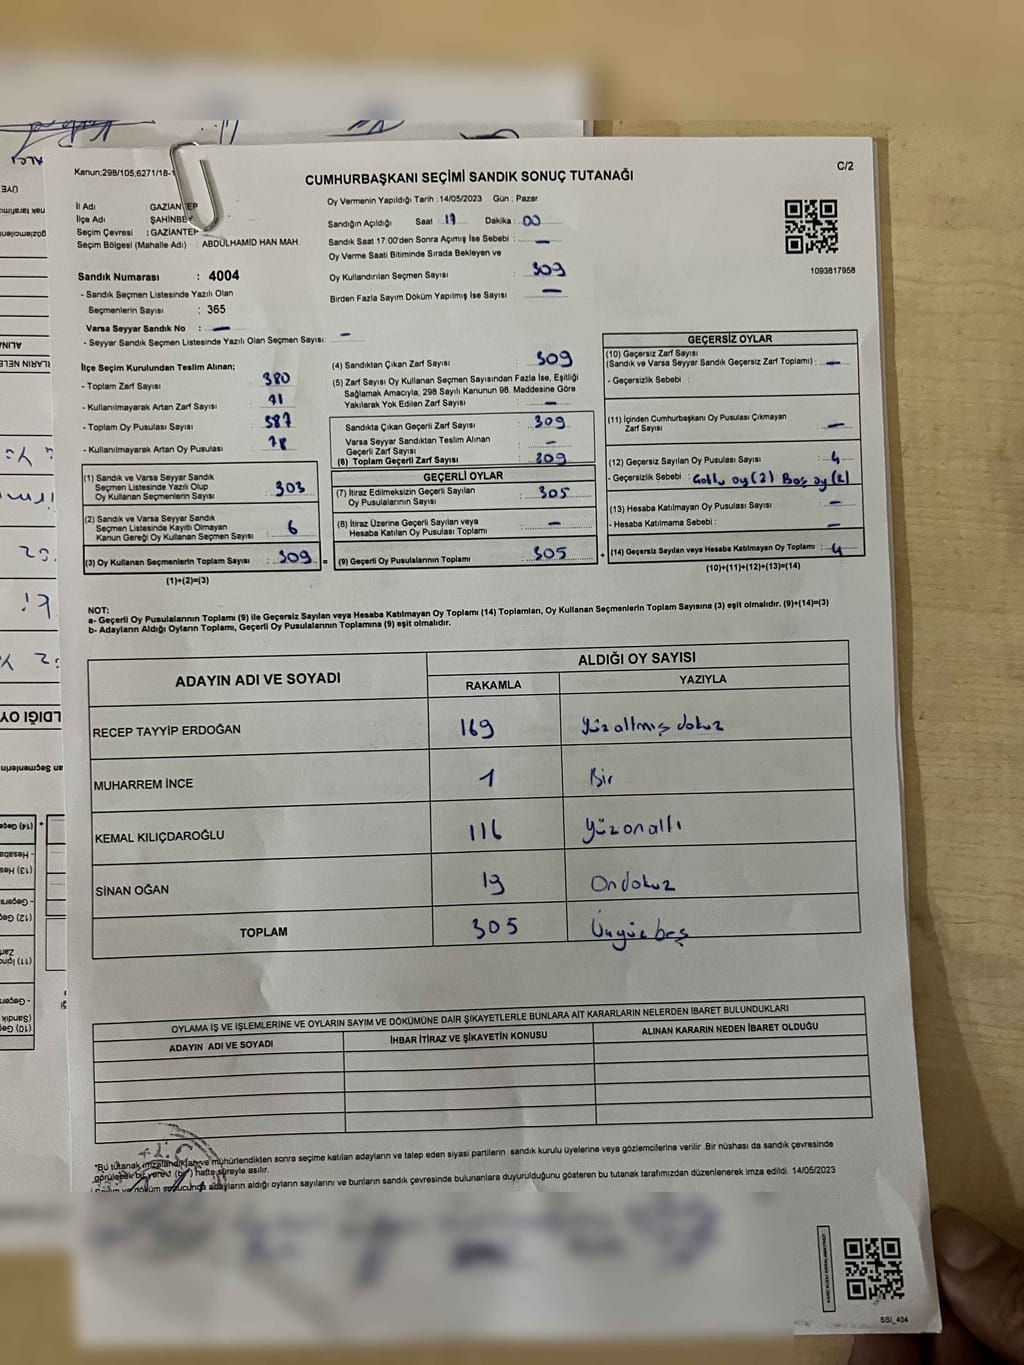 Kanun:298/105,6271/18-
C/2
CUMHURBAŞKANI SEÇİMİ SANDIK SONUÇ TUTANAĞI
İl Adı : GAZİANTEP
İlçe Adı : ŞAHİNBEY
Seçim Çevresi : GAZİANTEP
Seçim Bölgesi (Mahalle Adı) : ABDÜLHAMİD HAN MAH.
Oy Vermenin Yapıldığı Tarih : 14/05/2023 Gün : Pazar
Sandığın Açıldığı Saat 17 Dakika : 00
Sandık Saat 17:00'den Sonra Açımış İse Sebebi : —
Oy Verme Saati Bitiminde Sırada Bekleyen ve
Oy Kullandırılan Seçmen Sayısı : 309
Birden Fazla Sayım Döküm Yapılmış İse Sayısı : —
1093817958
Sandık Numarası : 4004
- Sandık Seçmen Listesinde Yazılı Olan
Seçmenlerin Sayısı : 365
Varsa Seyyar Sandık No : —
- Seyyar Sandık Seçmen Listesinde Yazılı Olan Seçmen Sayısı: —
İlçe Seçim Kurulundan Teslim Alınan;
- Toplam Zarf Sayısı : 380
- Kullanılmayarak Artan Zarf Sayısı : 71
- Toplam Oy Pusulası Sayısı : 387
- Kullanılmayarak Artan Oy Pusulası : 78
(1) Sandık ve Varsa Seyyar Sandık
Seçmen Listesinde Yazılı Olup
Oy Kullanan Seçmenlerin Sayısı : 303
(2) Sandık ve Varsa Seyyar Sandık
Seçmen Listesinde Kayıtlı Olmayan
Kanun Gereği Oy Kullanan Seçmen Sayısı : 6
(3) Oy Kullanan Seçmenlerin Toplam Sayısı : 309 =
(1)+(2)=(3)
(4) Sandıktan Çıkan Zarf Sayısı : 309
(5) Zarf Sayısı Oy Kullanan Seçmen Sayısından Fazla İse, Eşitliği
Sağlamak Amacıyla, 298 Sayılı Kanunun 98. Maddesine Göre
Yakılarak Yok Edilen Zarf Sayısı : —
Sandıkta Çıkan Geçerli Zarf Sayısı : 309
Varsa Seyyar Sandıktan Teslim Alınan
Geçerli Zarf Sayısı : —
(6) Toplam Geçerli Zarf Sayısı : 309
GEÇERLİ OYLAR
(7) İtiraz Edilmeksizin Geçerli Sayılan
Oy Pusulalarının Sayısı : 305
(8) İtiraz Üzerine Geçerli Sayılan veya
Hesaba Katılan Oy Pusulası Toplamı : —
(9) Geçerli Oy Pusulalarının Toplamı : 305 +
GEÇERSİZ OYLAR
(10) Geçersiz Zarf Sayısı
(Sandık ve Varsa Seyyar Sandık Geçersiz Zarf Toplamı) : —
- Geçersizlik Sebebi :
(11) İçinden Cumhurbaşkanı Oy Pusulası Çıkmayan
Zarf Sayısı : —
(12) Geçersiz Sayılan Oy Pusulası Sayısı : 4
- Geçersizlik Sebebi : oy (2) Boş oy (2)
(13) Hesaba Katılmayan Oy Pusulası Sayısı : —
- Hesaba Katılmama Sebebi : —
(14) Geçersiz Sayılan veya Hesaba Katılmayan Oy Toplamı : 4
(10)+(11)+(12)+(13)=(14)
NOT:
a- Geçerli Oy Pusulalarının Toplamı (9) ile Geçersiz Sayılan veya Hesaba Katılmayan Oy Toplamı (14) Toplamları, Oy Kullanan Seçmenlerin Toplam Sayısına (3) eşit olmalıdır. (9)+(14)=(3)
b- Adayların Aldığı Oyların Toplamı, Geçerli Oy Pusulalarının Toplamına (9) eşit olmalıdır.
ADAYIN ADI VE SOYADI
ALDIĞI OY SAYISI
RAKAMLA YAZIYLA
RECEP TAYYİP ERDOĞAN 169 Yüz altmış dokuz
MUHARREM İNCE 1 Bir
KEMAL KILIÇDAROĞLU 116 Yüzonaltı
SİNAN OĞAN 19 Ondokuz
TOPLAM 305 Üçyüz beş
OYLAMA İŞ VE İŞLEMLERİNE VE OYLARIN SAYIM VE DÖKÜMÜNE DAİR ŞİKAYETLERLE BUNLARA AİT KARARLARIN NELERDEN İBARET BULUNDUKLARI
ADAYIN ADI VE SOYADI İHBAR İTİRAZ VE ŞİKAYETİN KONUSU ALINAN KARARIN NEDEN İBARET OLDUĞU
*Bu tutanak imzalandıktan ve mühürlendikten sonra seçime katılan adayların ve talep eden siyasi partilerin sandık kurulu üyelerine veya gözlemcilerine verilir Bir nüshası da sandık çevresinde
görülecek bir yere (bir) hafta süreyle asılır.
döküm sonucunda adayların aldığı oyların sayılarını ve bunların sandık çevresinde bulunanlara duyurulduğunu gösteren bu tutanak tarafımızdan düzenlenerek imza edildi. 14/05/2023
SSİ_404